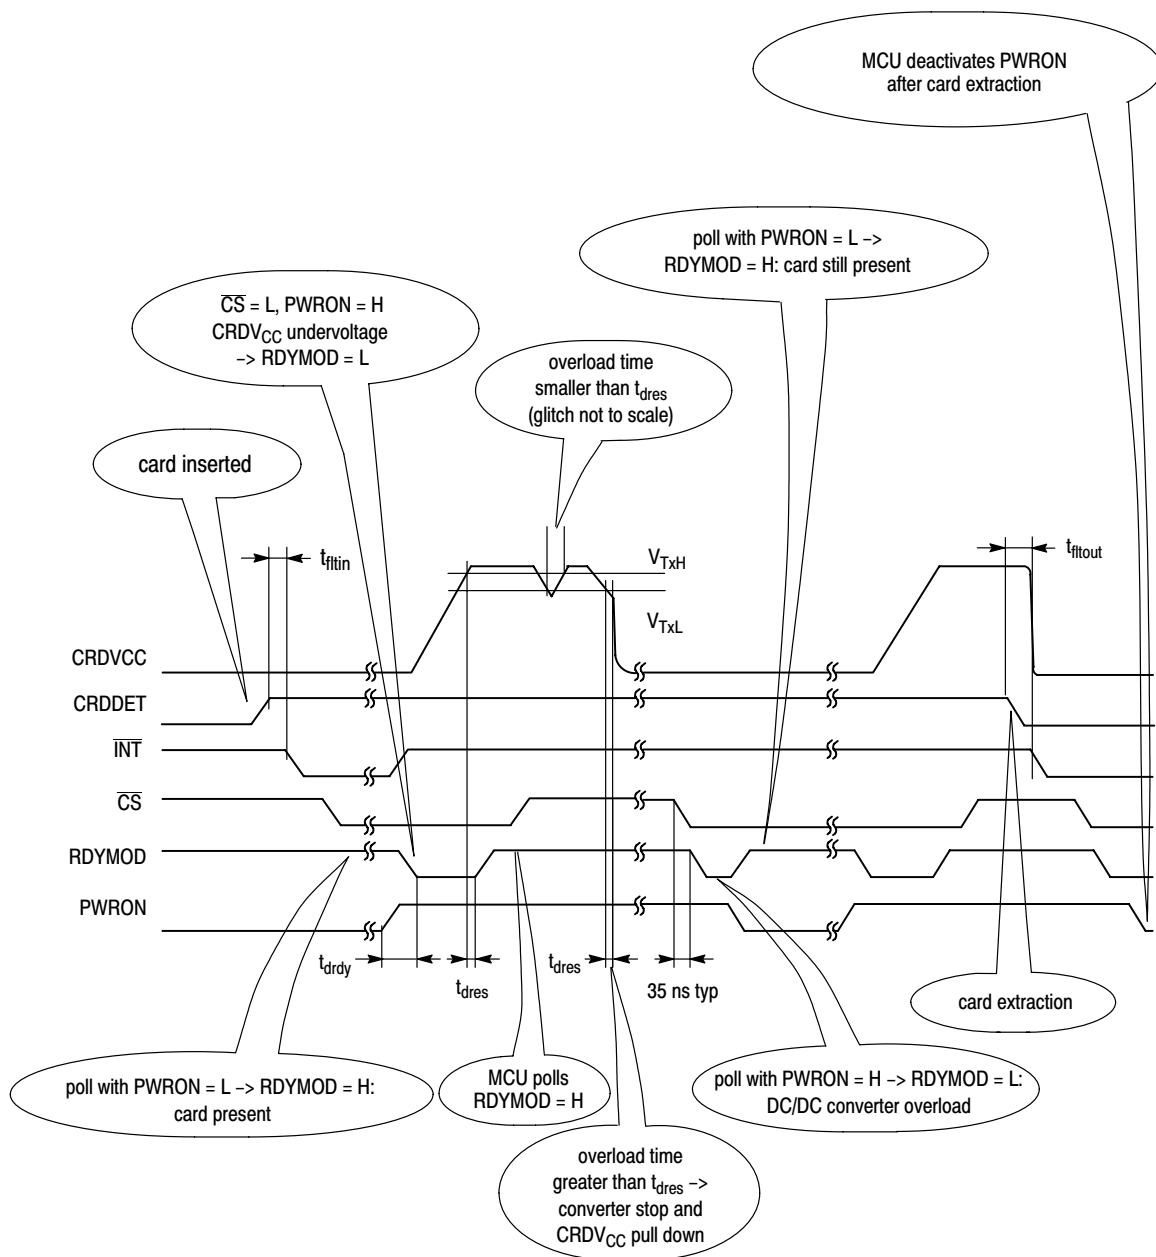 MCU deactivates PWRON
after card extraction
poll with PWRON = L –>
RDYMOD = H: card still present
CS = L, PWRON = H
CRDVCC undervoltage
–> RDYMOD = L
overload time
smaller than tdres
(glitch not to scale)
card inserted
tfltin
VTxH
tfltout
VTxL
CRDVCC
CRDDET
INT
CS
RDYMOD
PWRON
tdrdy
tdres
tdres
35 ns typ
card extraction
poll with PWRON = L –> RDYMOD = H:
card present
MCU polls
RDYMOD = H
poll with PWRON = H –> RDYMOD = L:
DC/DC converter overload
overload time
greater than tdres –>
converter stop and
CRDVCC pull down